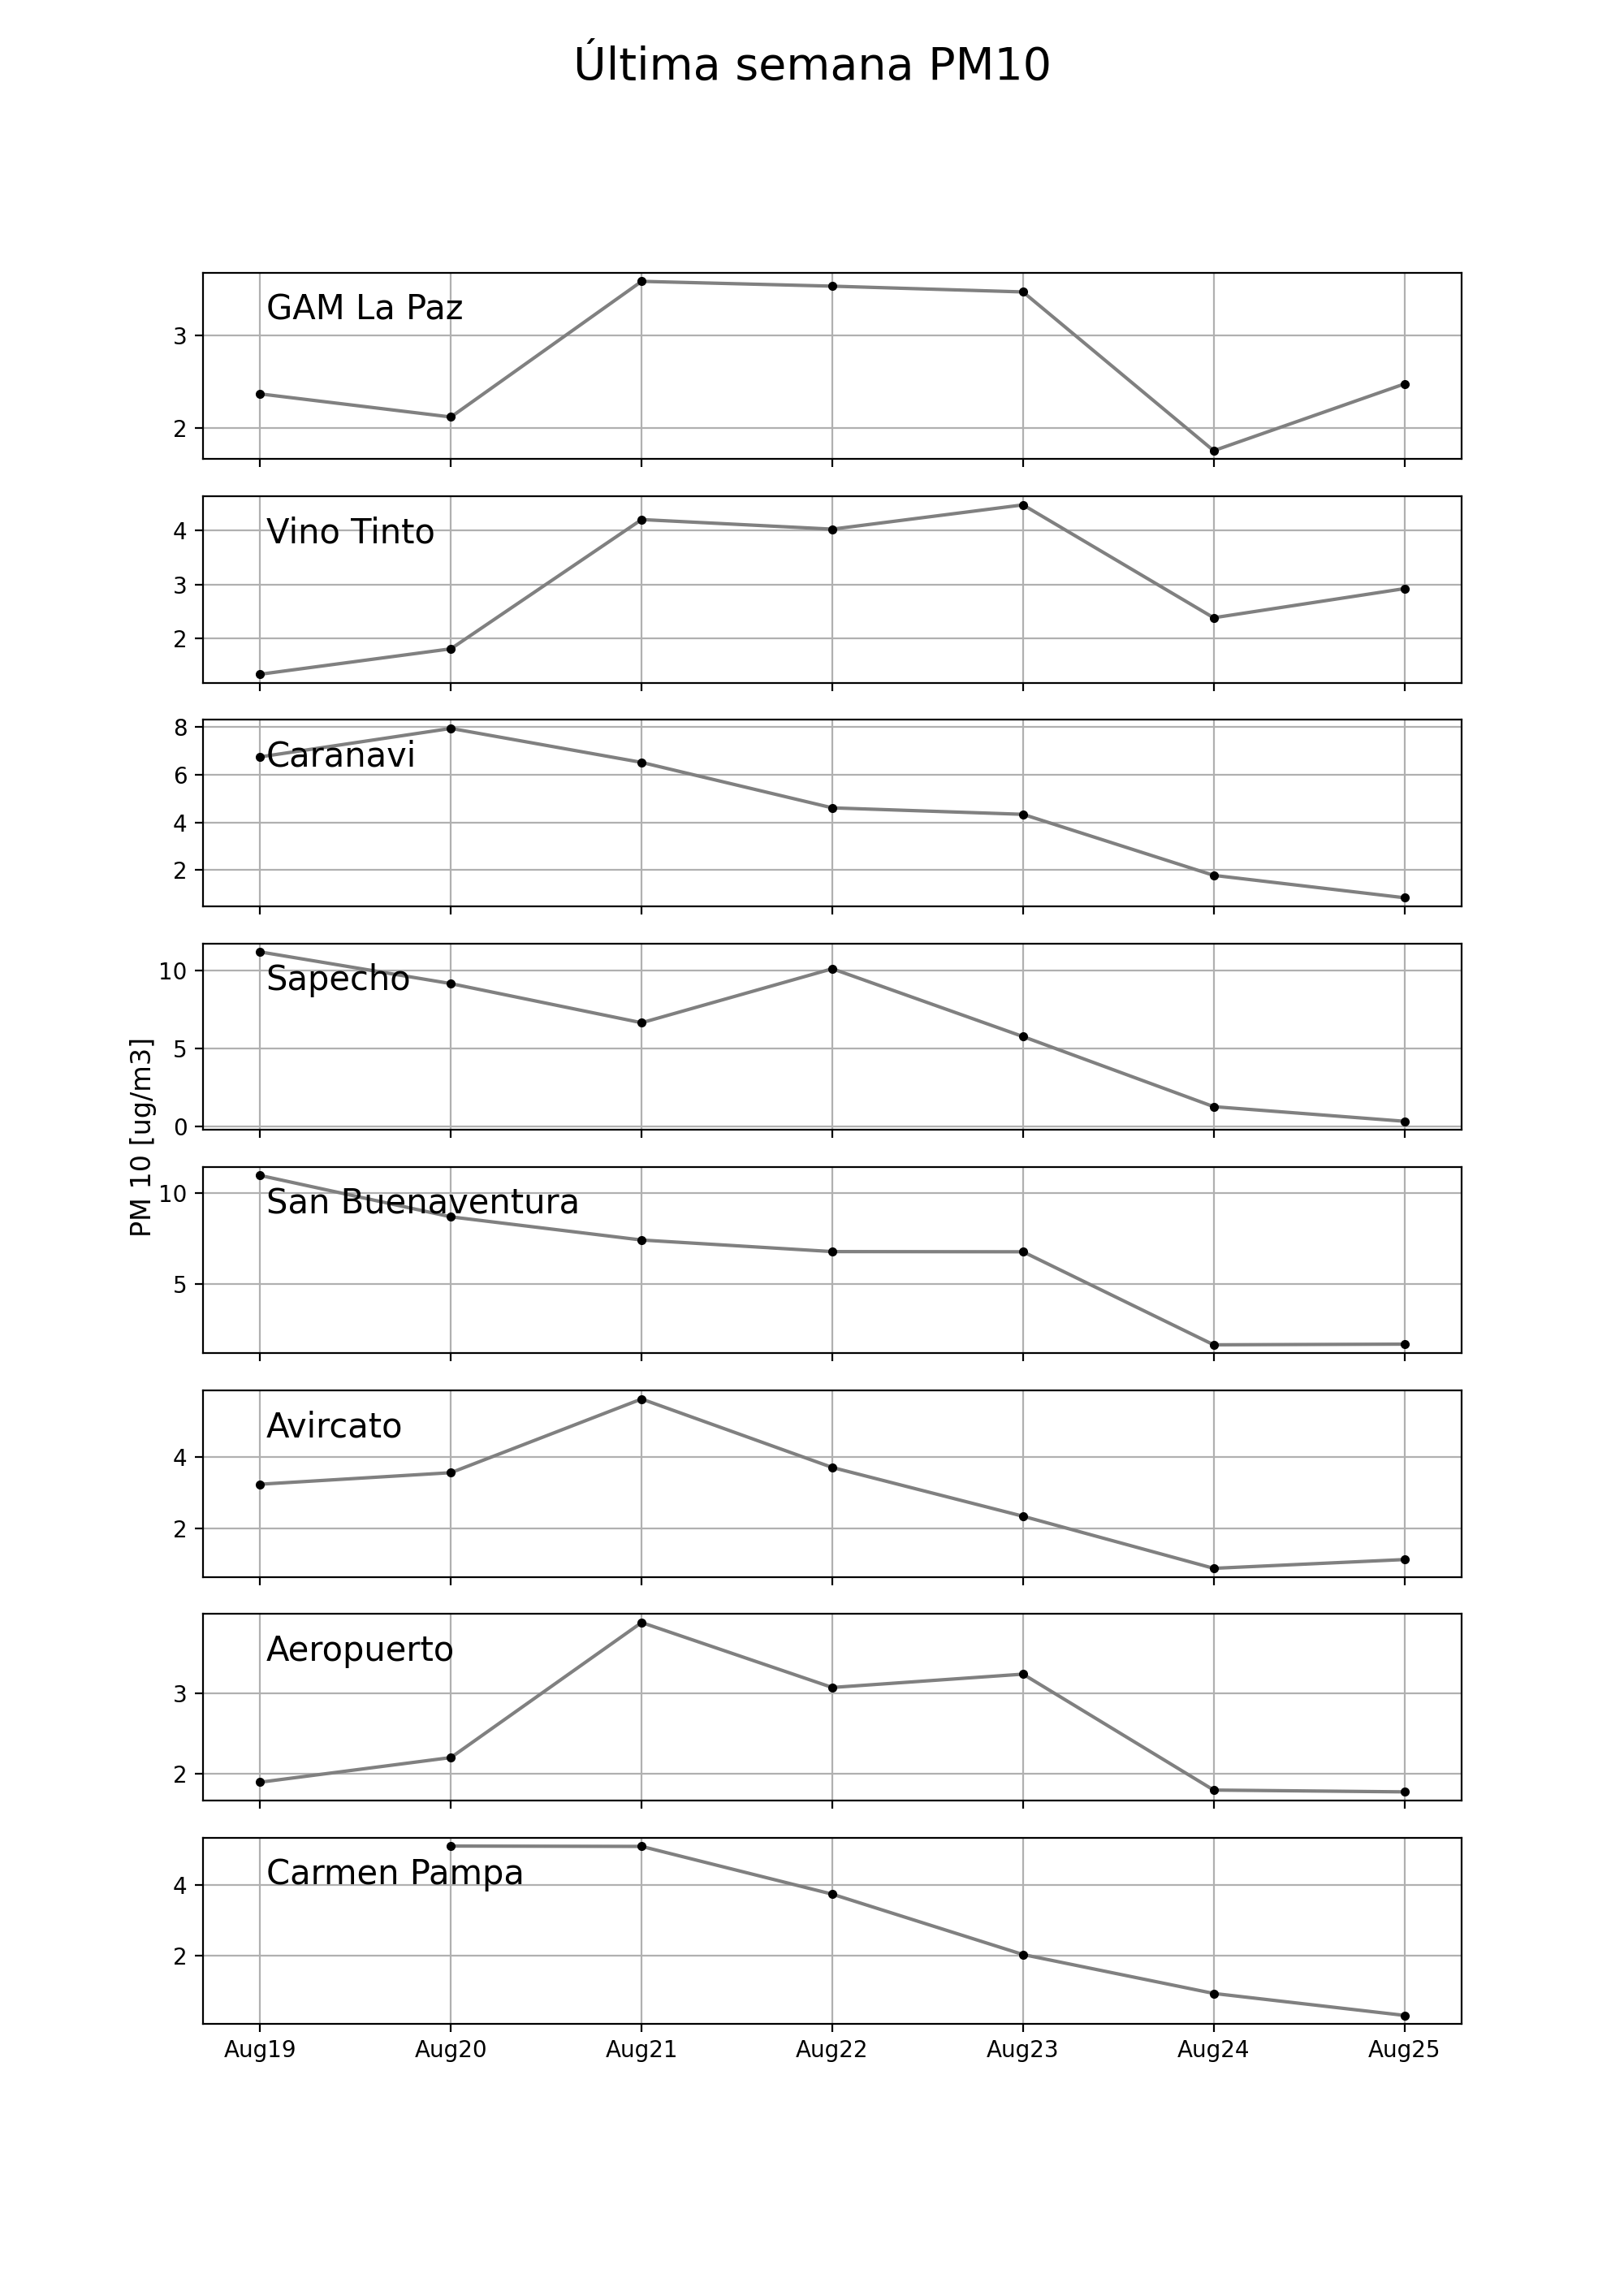 Última semana PM10
GAM La Paz
3
2
Vino Tinto
4
3
2
Caranavi
8
6
4
2
Sapecho
10
5
0
PM 10 [ug/m3]
San Buenaventura
10
5
Avircato
4
2
Aeropuerto
3
2
Carmen Pampa
4
2
Aug19 Aug20 Aug21 Aug22 Aug23 Aug24 Aug25